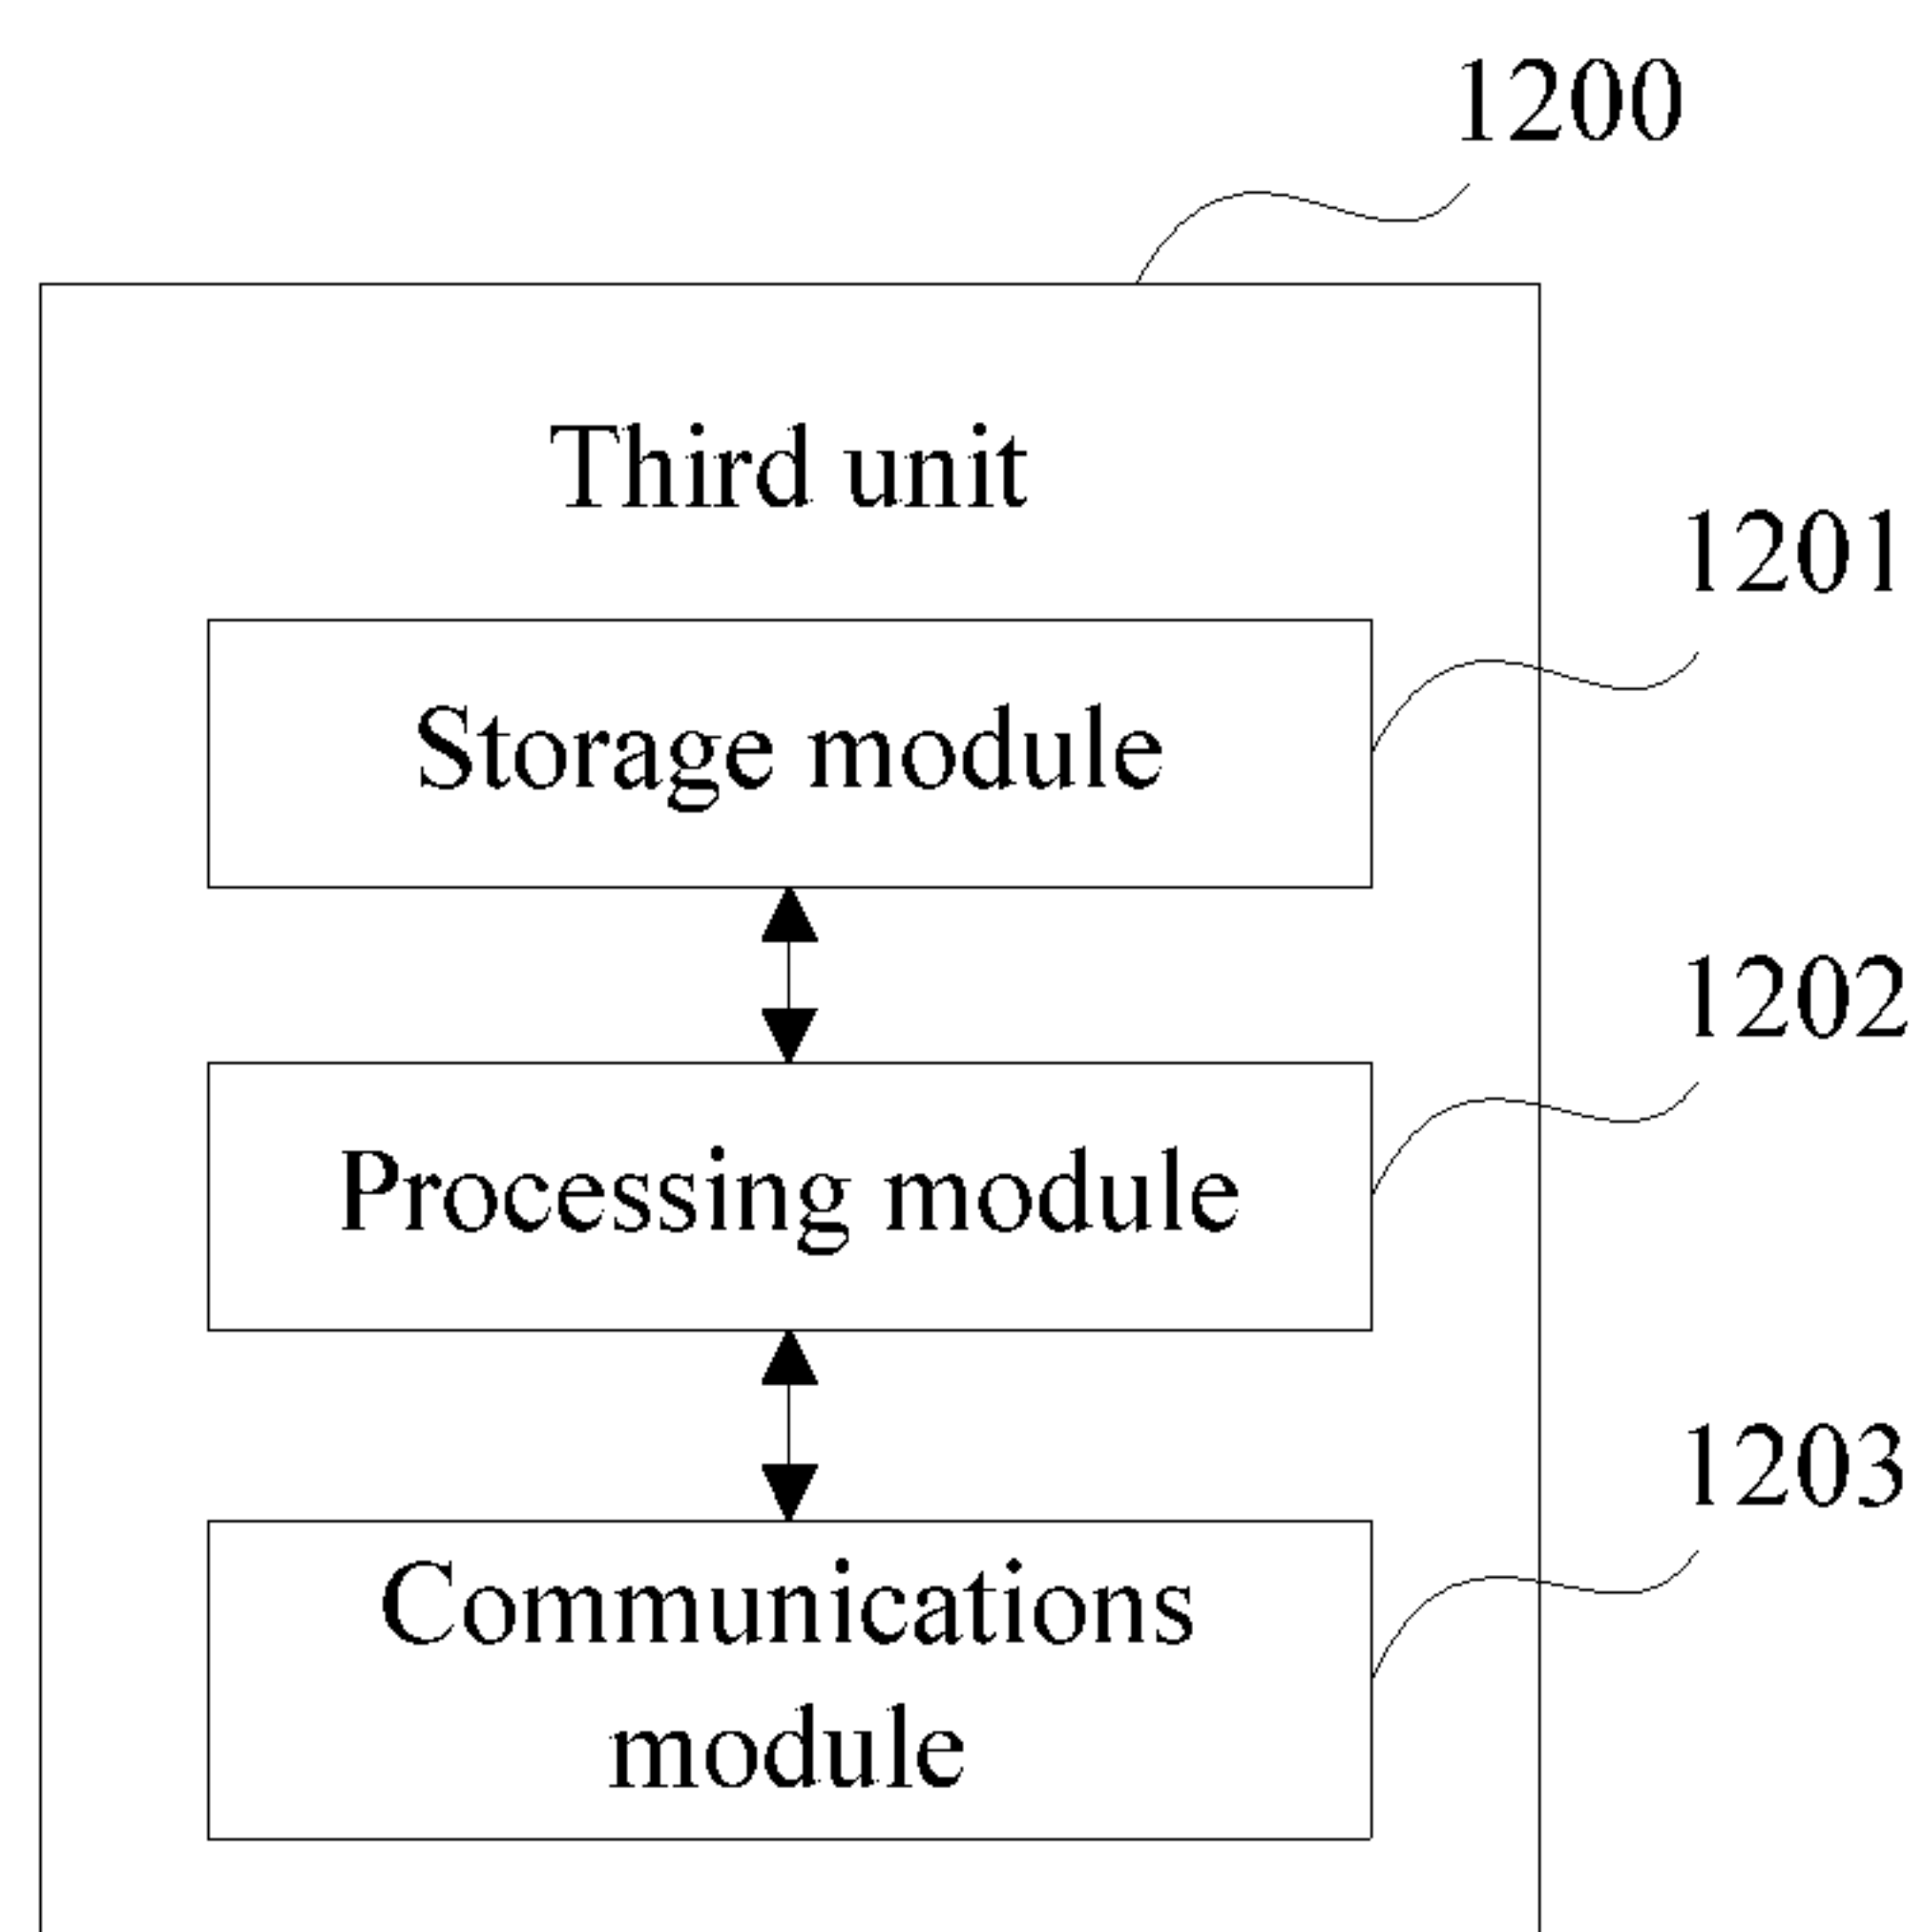 1200
Third unit
1201
Storage module
1202
Processing module
1203
Communications
module